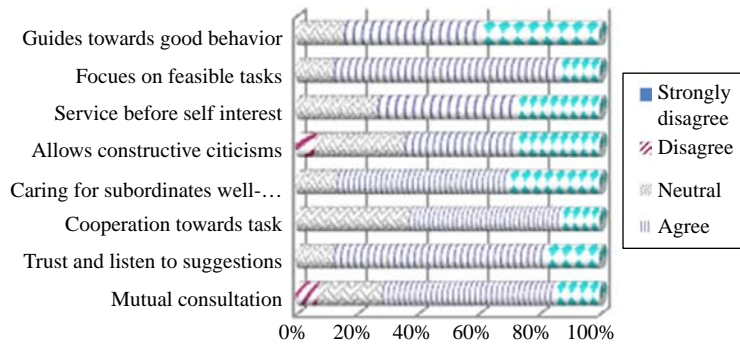 Guides towards good behavior
Focues on feasible tasks
Service before self interest
Allows constructive citicisms
Caring for subordinates well-…
Cooperation towards task
Trust and listen to suggestions
Mutual consultation
0% 20% 40% 60% 80% 100%
Strongly
disagree
Disagree
Neutral
Agree